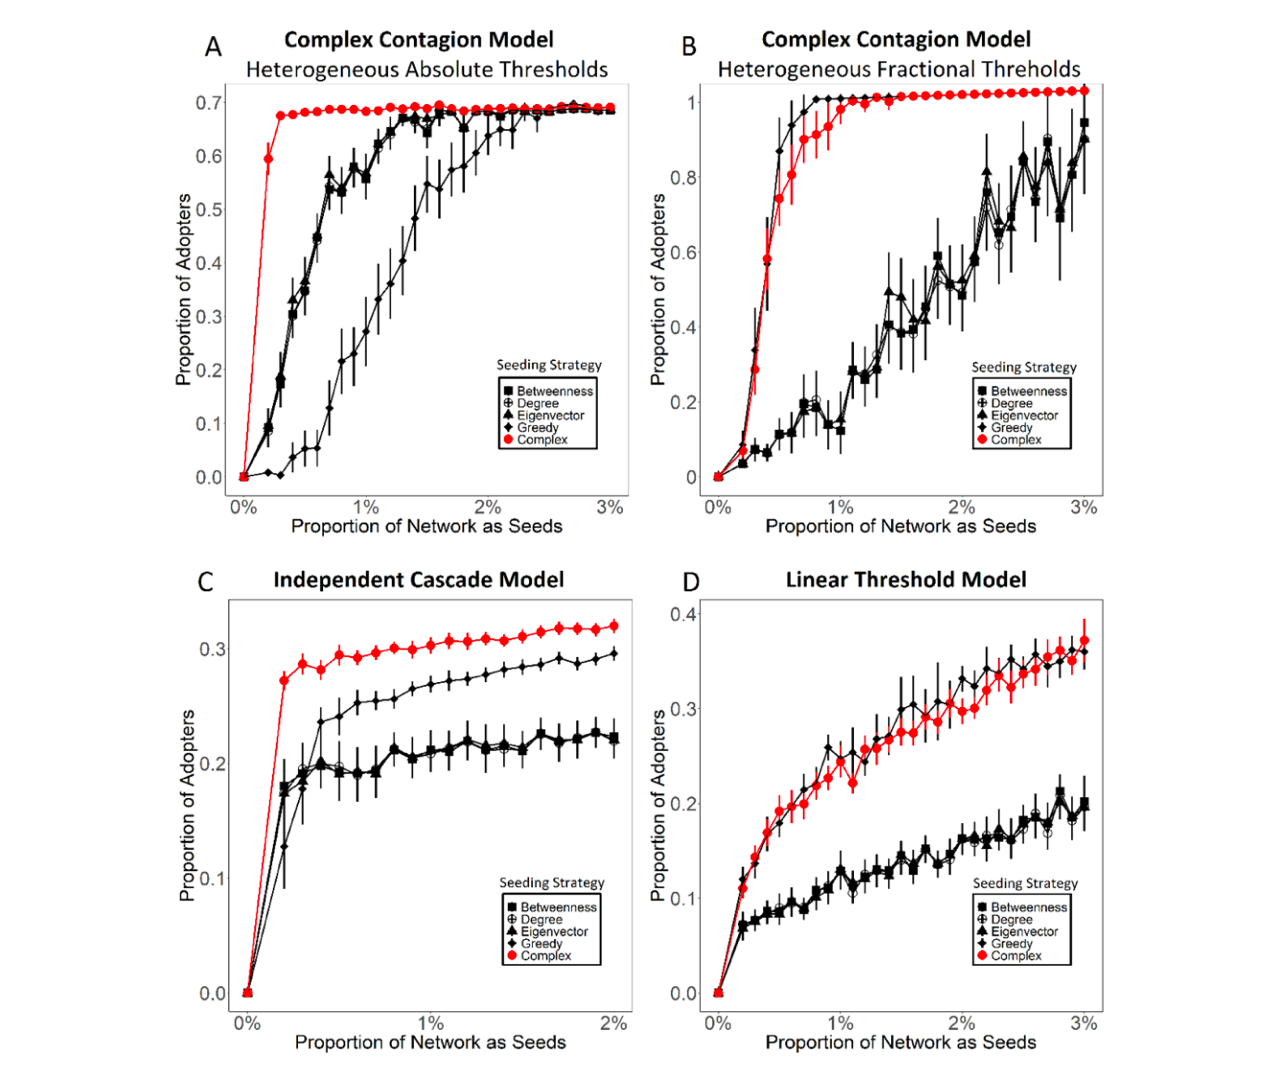 A
Complex Contagion Model
Heterogeneous Absolute Thresholds
Proportion of Adopters
0.7
0.6
0.5
0.4
0.3
0.2
0.1
0.0
0%
1%
2%
3%
Proportion of Network as Seeds
Seeding Strategy
Betweenness
Degree
Eigenvector
Greedy
Complex
B
Complex Contagion Model
Heterogeneous Fractional Threholds
Proportion of Adopters
1
0.8
0.6
0.4
0.2
0
0%
1%
2%
3%
Proportion of Network as Seeds
Seeding Strategy
Betweenness
Degree
Eigenvector
Greedy
Complex
C
Independent Cascade Model
Proportion of Adopters
0.3
0.2
0.1
0.0
0%
1%
2%
Proportion of Network as Seeds
Seeding Strategy
Betweenness
Degree
Eigenvector
Greedy
Complex
D
Linear Threshold Model
Proportion of Adopters
0.4
0.3
0.2
0.1
0.0
0%
1%
2%
3%
Proportion of Network as Seeds
Seeding Strategy
Betweenness
Degree
Eigenvector
Greedy
Complex